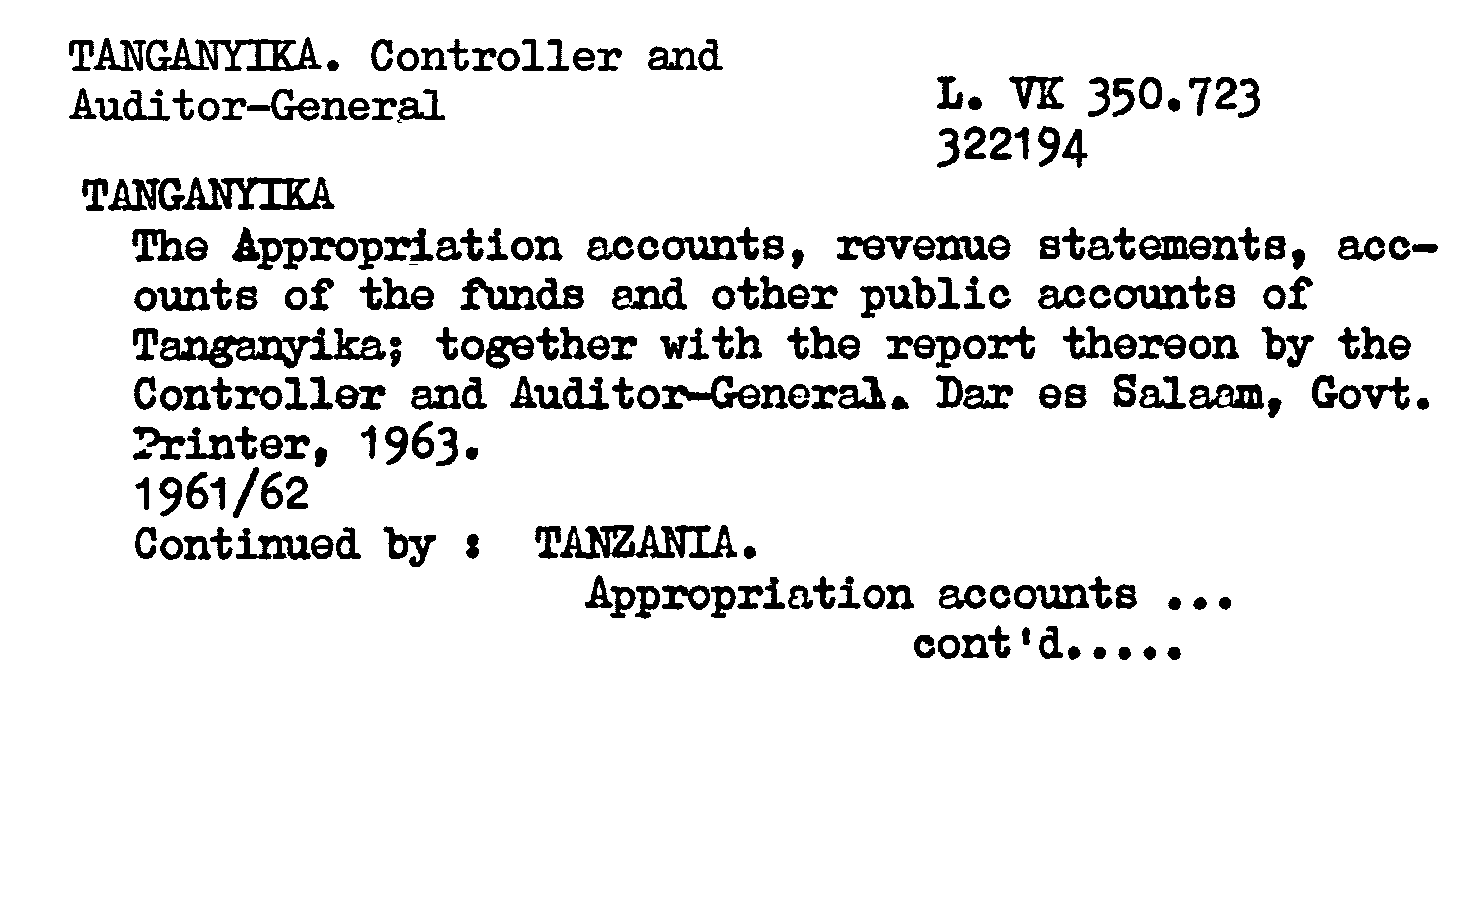 TANGANYIKA. Controller and
Auditor-General
L. VK 350.723
322194
TANGANYIKA
The Appropriation accounts, revenue statements, acc-
ounts of the funds and other public accounts of
Tanganyika; together with the report thereon by the
Controller and Auditor-General. Dar es Salaam, Govt.
Printer, 1963.
1961/62
Continued by : TANZANIA.
Appropriation accounts ...
cont'd.....